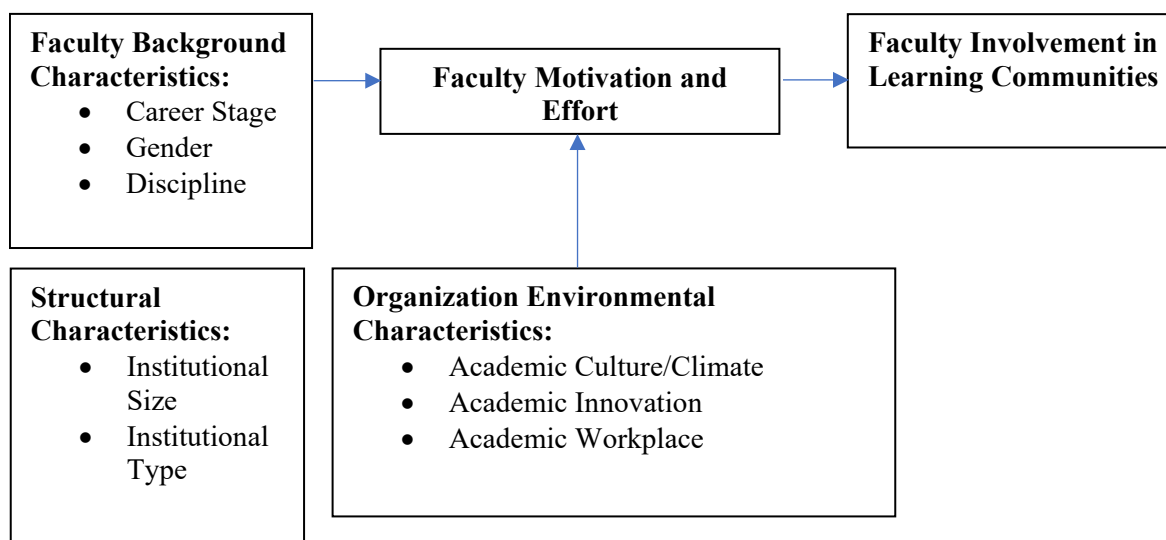 Faculty Background
Characteristics:
• Career Stage
• Gender
• Discipline
Faculty Motivation and
Effort
Faculty Involvement in
Learning Communities
Structural
Characteristics:
• Institutional
Size
• Institutional
Type
Organization Environmental
Characteristics:
• Academic Culture/Climate
• Academic Innovation
• Academic Workplace